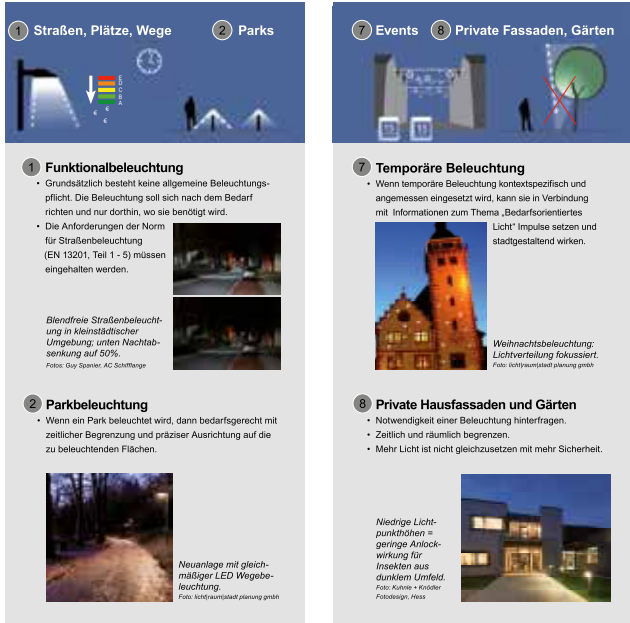 1 Straßen, Plätze, Wege 2 Parks
E
D
C
B
A
€
€
€
1 Funktionalbeleuchtung
• Grundsätzlich besteht keine allgemeine Beleuchtungs-
pflicht. Die Beleuchtung soll sich nach dem Bedarf
richten und nur dorthin, wo sie benötigt wird.
• Die Anforderungen der Norm
für Straßenbeleuchtung
(EN 13201, Teil 1 - 5) müssen
eingehalten werden.
Blendfreie Straßenbeleucht-
ung in kleinstädtischer
Umgebung; unten Nachtab-
senkung auf 50%.
Fotos: Guy Spanier, AC Schifflange
2 Parkbeleuchtung
• Wenn ein Park beleuchtet wird, dann bedarfsgerecht mit
zeitlicher Begrenzung und präziser Ausrichtung auf die
zu beleuchtenden Flächen.
Neuanlage mit gleich-
mäßiger LED Wegebe-
leuchtung.
Foto: licht|raum|stadt planung gmbh
7 Events 8 Private Fassaden, Gärten
7 Temporäre Beleuchtung
• Wenn temporäre Beleuchtung kontextspezifisch und
angemessen eingesetzt wird, kann sie in Verbindung
mit Informationen zum Thema „Bedarfsorientiertes
Licht“ Impulse setzen und
stadtgestaltend wirken.
Weihnachtsbeleuchtung:
Lichtverteilung fokussiert.
Foto: licht|raum|stadt planung gmbh
8 Private Hausfassaden und Gärten
• Notwendigkeit einer Beleuchtung hinterfragen.
• Zeitlich und räumlich begrenzen.
• Mehr Licht ist nicht gleichzusetzen mit mehr Sicherheit.
Niedrige Licht-
punkthöhen =
geringe Anlock-
wirkung für
Insekten aus
dunklem Umfeld.
Foto: Kuhnle + Knödler
Fotodesign, Hess